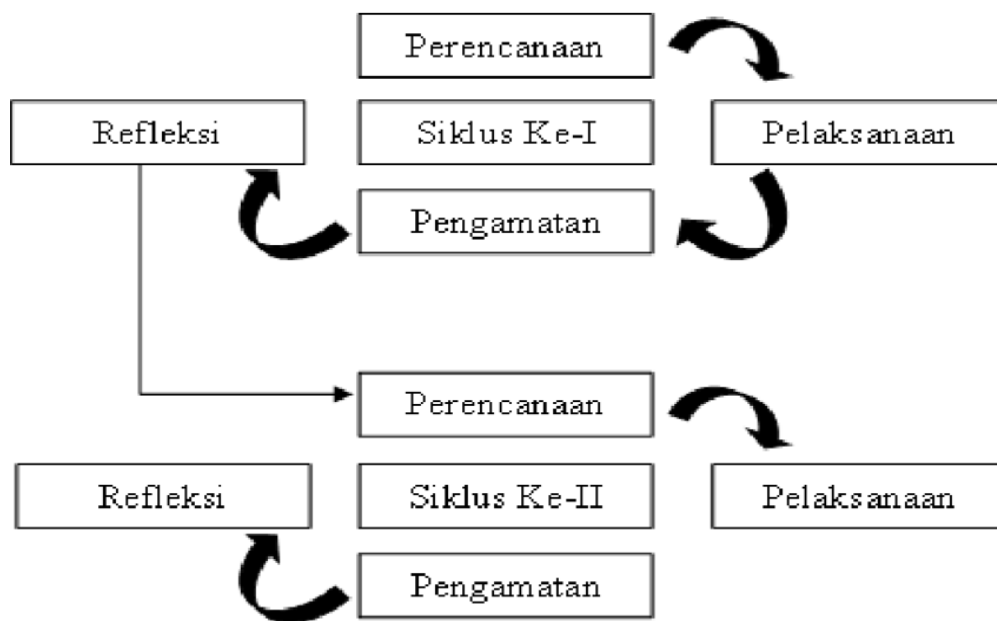 Perencanaan
Refleksi
Siklus Ke-I
Pelaksanaan
Pengamatan
Perencanaan
Refleksi
Siklus Ke-II
Pelaksanaan
Pengamatan